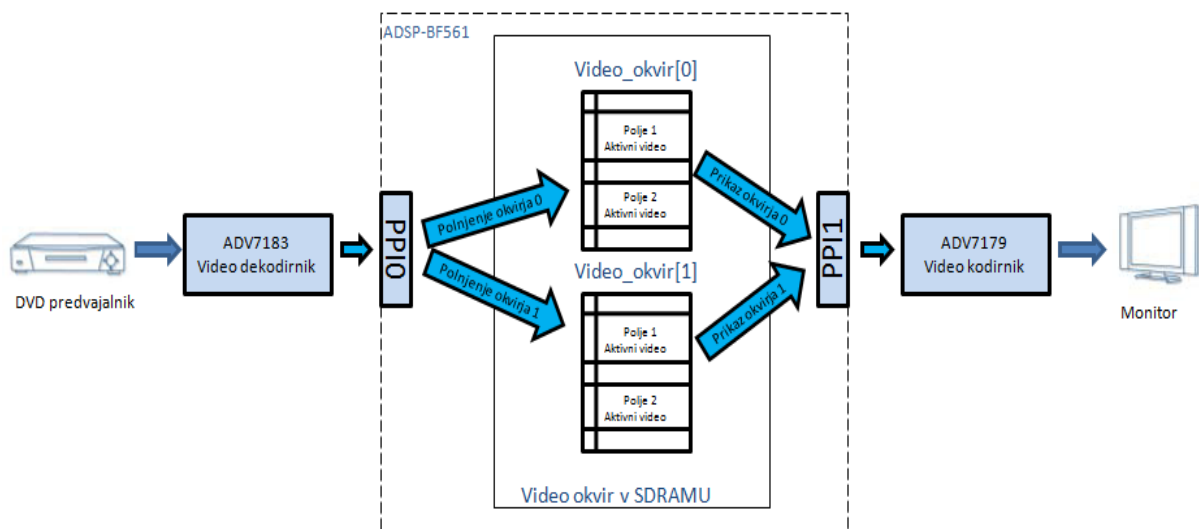 ADSP-BF561
Video_okvir[0]
Polje 1
Aktivni video
Polje 2
Aktivni video
Polnjenje okvirja 0
Prikaz okvirja 0
PPI0
PPI1
ADV7183
Video dekodirnik
ADV7179
Video kodirnik
DVD predvajalnik
Monitor
Video_okvir[1]
Polnjenje okvirja 1
Prikaz okvirja 1
Polje 1
Aktivni video
Polje 2
Aktivni video
Video okvir v SDRAMU